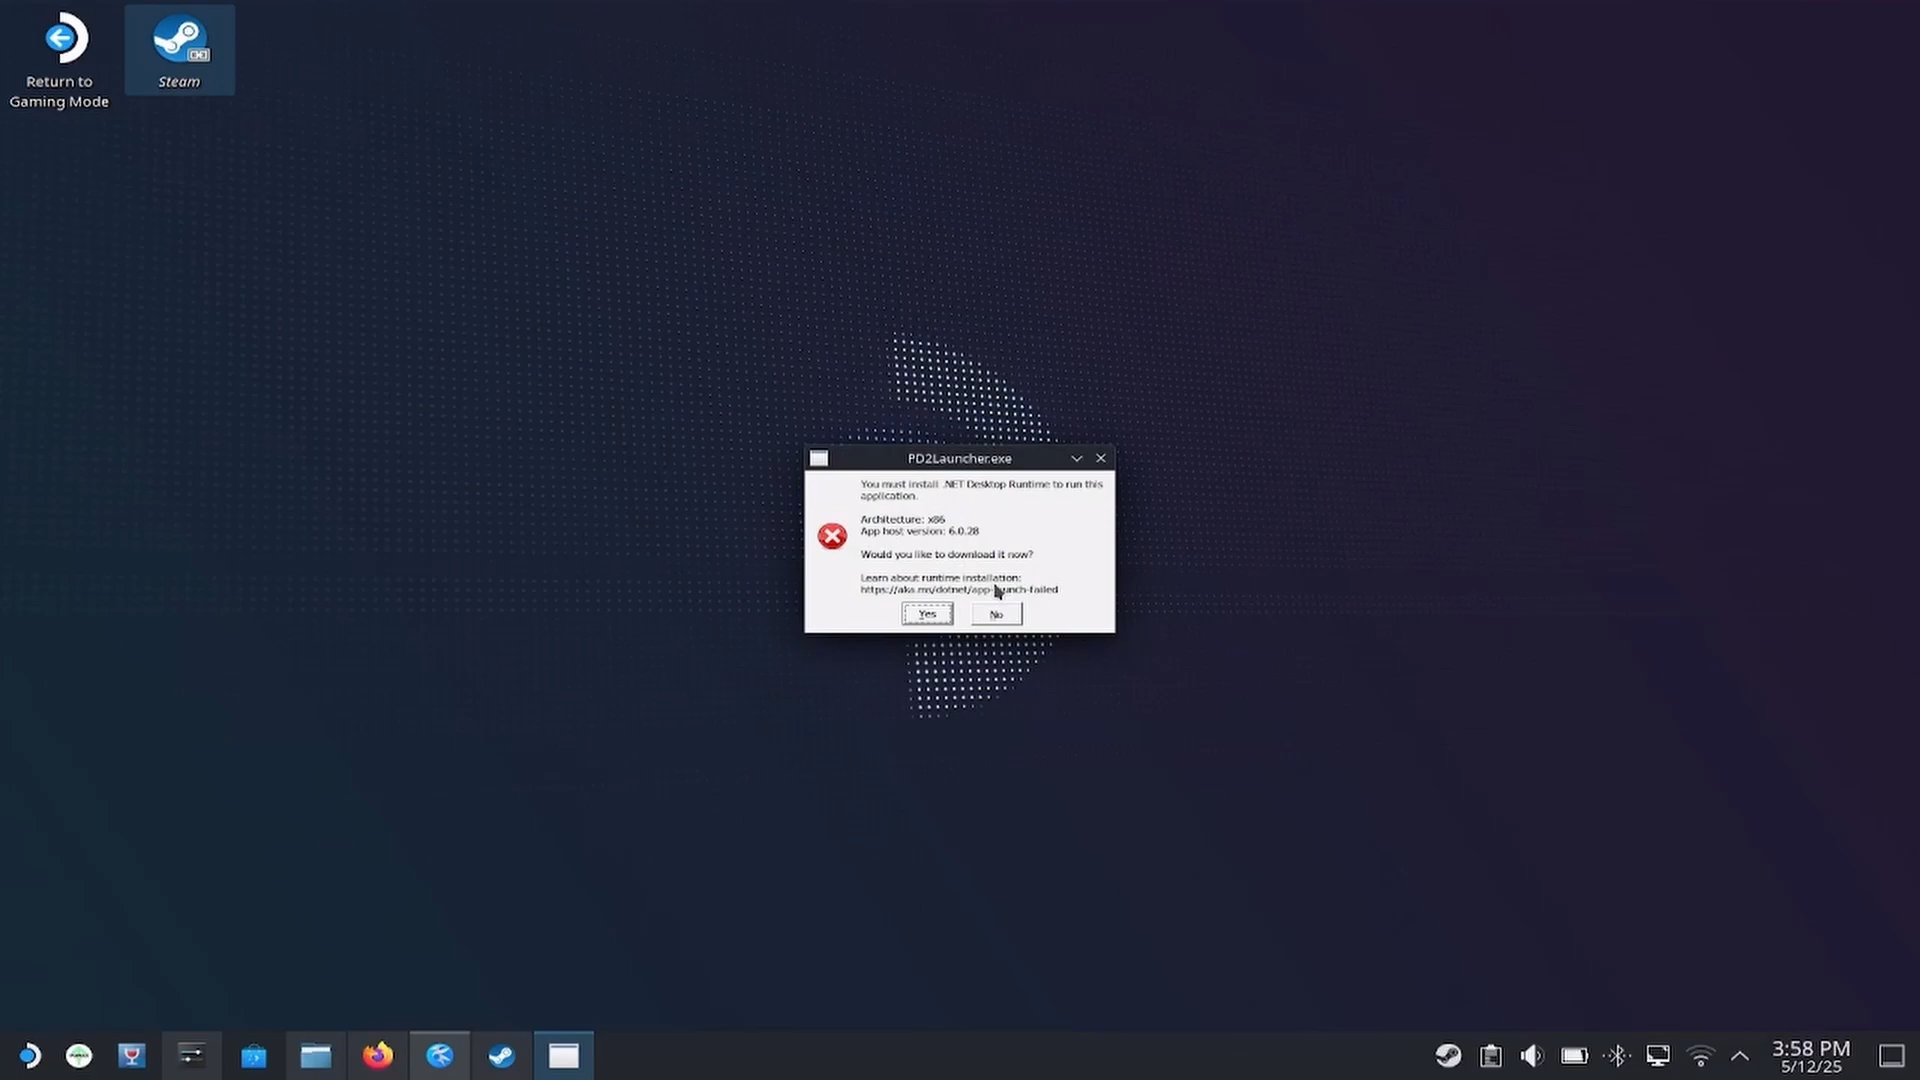 Return to
Gaming Mode
Steam
PD2Launcher.exe
You must install .NET Desktop Runtime to run this
application.
Architecture: x86
App host version: 6.0.28
Would you like to download it now?
Learn about runtime installation:
https://aka.ms/dotnet/app-launch-failed
Yes
No
3:58 PM
5/12/25